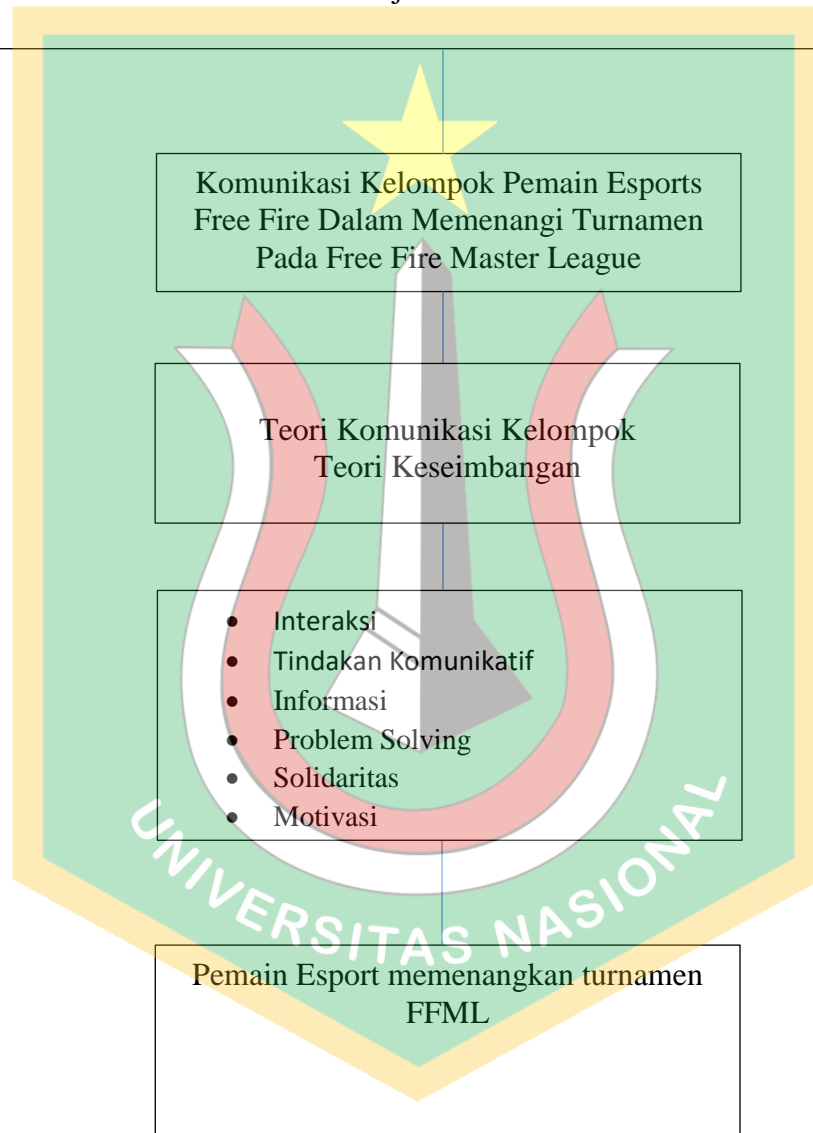 Komunikasi Kelompok Pemain Esports
Free Fire Dalam Memenangi Turnamen
Pada Free Fire Master League
Teori Komunikasi Kelompok
Teori Keseimbangan
• Interaksi
• Tindakan Komunikatif
• Informasi
• Problem Solving
• Solidaritas
• Motivasi
UNIVERSITAS NASIONAL
Pemain Esport memenangkan turnamen
FFML